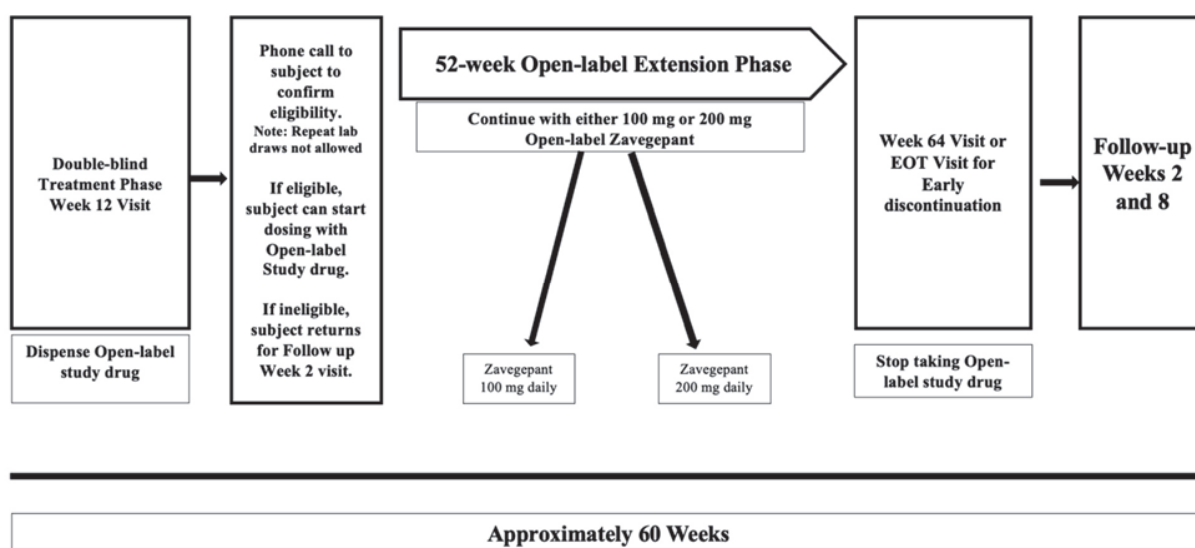 Double-blind
Treatment Phase
Week 12 Visit
Dispense Open-label
study drug
Phone call to
subject to
confirm
eligibility.
Note: Repeat lab
draws not allowed
If eligible,
subject can start
dosing with
Open-label
Study drug.
If ineligible,
subject returns
for Follow up
Week 2 visit.
52-week Open-label Extension Phase
Continue with either 100 mg or 200 mg
Open-label Zavegepant
Zavegepant
100 mg daily
Zavegepant
200 mg daily
Week 64 Visit or
EOT Visit for
Early
discontinuation
Stop taking Open-
label study drug
Follow-up
Weeks 2
and 8
Approximately 60 Weeks